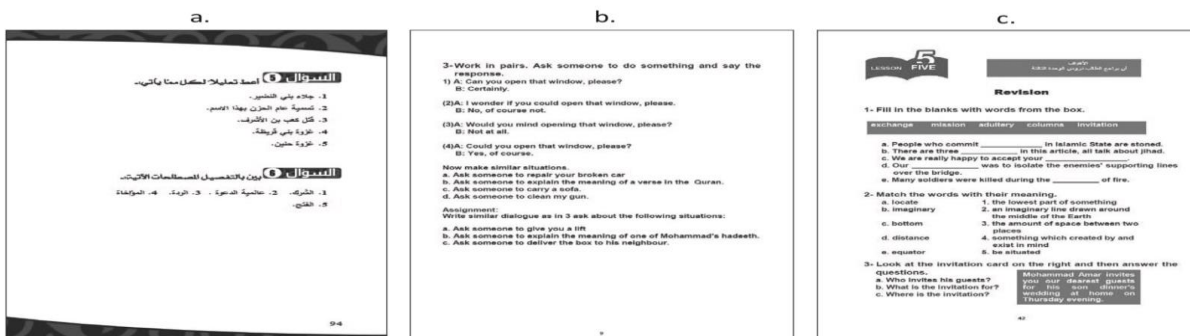 a.
السؤال 5 أعط تعليلا لكل مما يأتي..
1. جلاء بني النضير.
2. تسمية عام الحزن بهذا الاسم.
3. قتل كعب بن الأشرف.
4. غزوة بني قريظة.
5. غزوة حنين.
السؤال 6 بين بالتفصيل المصطلحات الآتية..
1. الشرك. 2. عالمية الدعوة. 3. الردة. 4. المؤاخاة
5. الفتح.
94
b.
3-Work in pairs. Ask someone to do something and say the
response.
1) A: Can you open that window, please?
B: Certainly.
(2)A: I wonder if you could open that window, please.
B: No, of course not.
(3)A: Would you mind opening that window, please?
B: Not at all.
(4)A: Could you open that window, please?
B: Yes, of course.
Now make similar situations.
a. Ask someone to repair your broken car
b. Ask someone to explain the meaning of a verse in the Quran.
c. Ask someone to carry a sofa.
d. Ask someone to clean my gun.
Assignment:
Write similar dialogue as in 3 ask about the following situations:
a. Ask someone to give you a lift
b. Ask someone to explain the meaning of one of Mohammad's hadeeth.
c. Ask someone to deliver the box to his neighbour.
c.
LESSON 5 FIVE
الأهداف
Revision
1- Fill in the blanks with words from the box.
exchange mission adultery columns invitation
a. People who commit __________ in Islamic State are stoned.
b. There are three __________ in this article, all talk about jihad.
c. We are really happy to accept your __________.
d. Our __________ was to isolate the enemies' supporting lines
over the bridge.
e. Many soldiers were killed during the __________ of fire.
2- Match the words with their meaning.
a. locate 1. the lowest part of something
b. imaginary 2. an imaginary line drawn around
the middle of the Earth
c. bottom 3. the amount of space between two
places
d. distance 4. something which created by and
exist in mind
e. equator 5. be situated
3- Look at the invitation card on the right and then answer the
questions.
a. Who invites his guests?
b. What is the invitation for?
c. Where is the invitation?
Mohammad Amar invites
you our dearest guests
for his son dinner's
wedding at home on
Thursday evening.
42